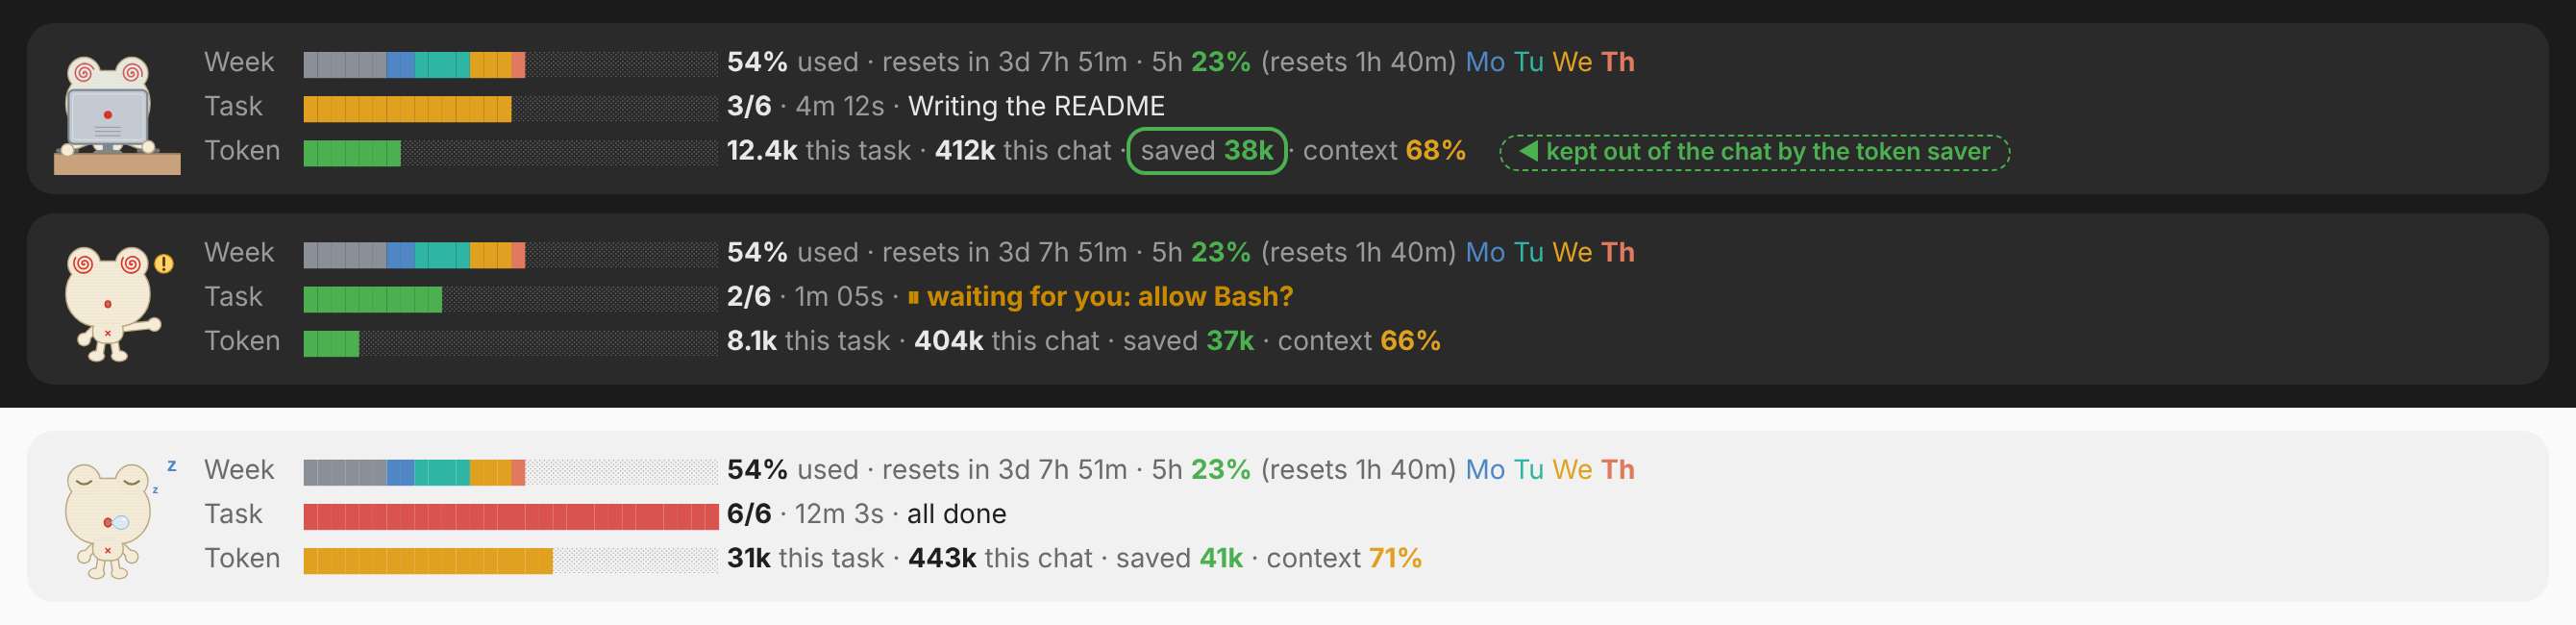 Week 54% used · resets in 3d 7h 51m · 5h 23% (resets 1h 40m) Mo Tu We Th
Task 3/6 · 4m 12s · Writing the README
Token 12.4k this task · 412k this chat · saved 38k · context 68% ◀ kept out of the chat by the token saver
Week 54% used · resets in 3d 7h 51m · 5h 23% (resets 1h 40m) Mo Tu We Th
Task 2/6 · 1m 05s · waiting for you: allow Bash?
Token 8.1k this task · 404k this chat · saved 37k · context 66%
z
Week 54% used · resets in 3d 7h 51m · 5h 23% (resets 1h 40m) Mo Tu We Th
z
Task 6/6 · 12m 3s · all done
Token 31k this task · 443k this chat · saved 41k · context 71%